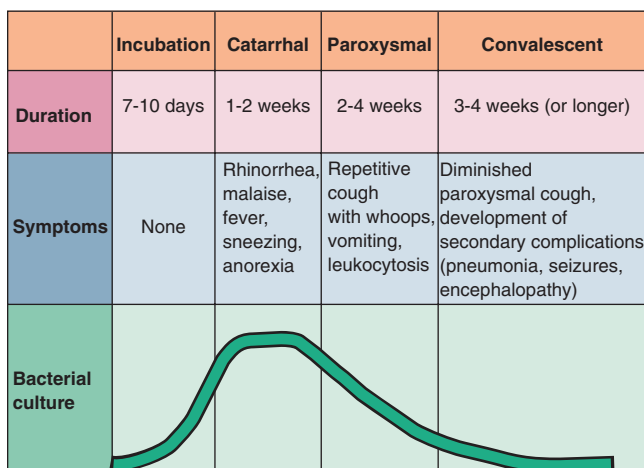 Incubation Catarrhal Paroxysmal Convalescent
Duration 7-10 days 1-2 weeks 2-4 weeks 3-4 weeks (or longer)
Symptoms
None
Rhinorrhea,
malaise,
fever,
sneezing,
anorexia
Repetitive
cough
with whoops,
vomiting,
leukocytosis
Diminished
paroxysmal cough,
development of
secondary complications
(pneumonia, seizures,
encephalopathy)
Bacterial
culture